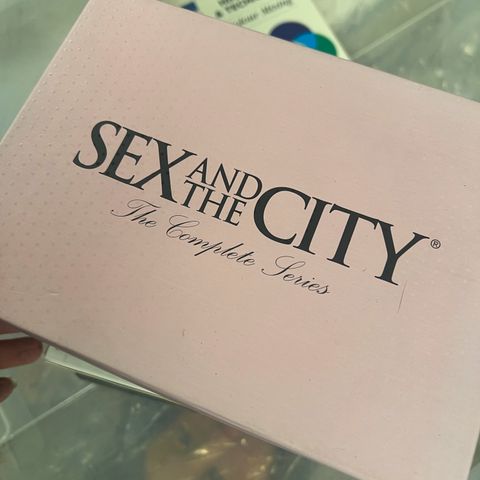 SEX AND THE CITY®
The Complete Series